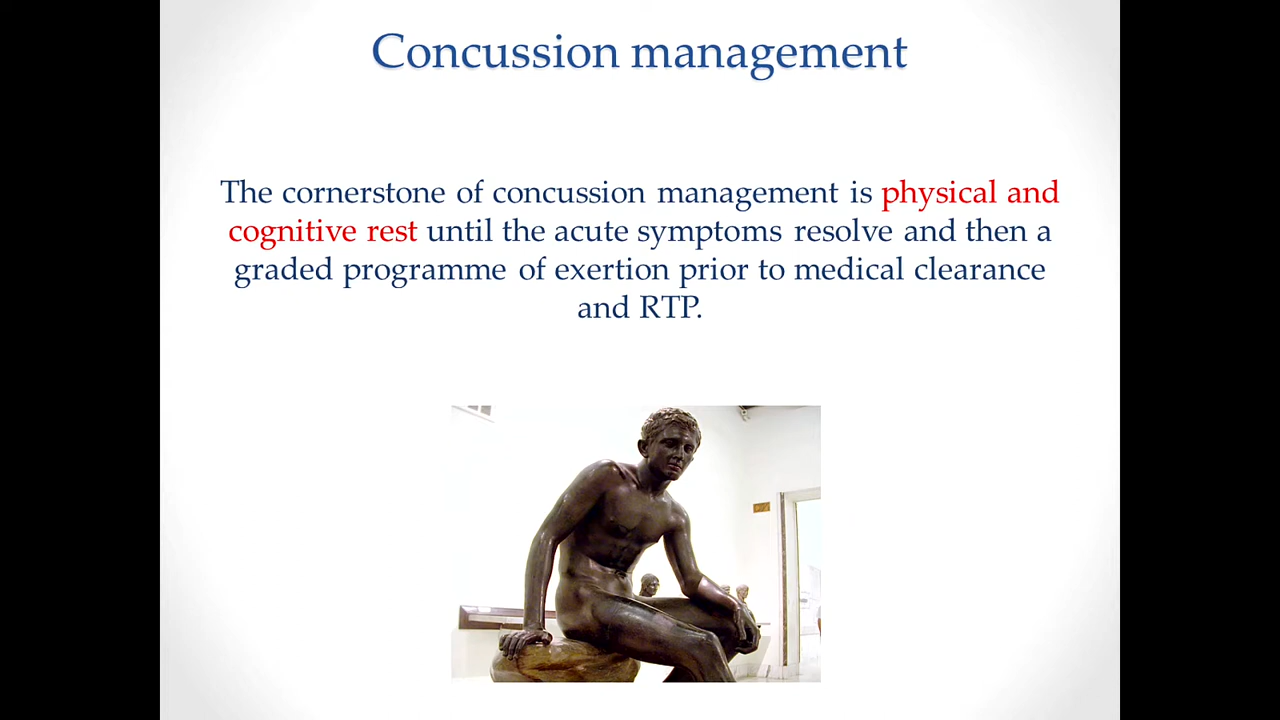 Concussion management
The cornerstone of concussion management is physical and
cognitive rest until the acute symptoms resolve and then a
graded programme of exertion prior to medical clearance
and RTP.